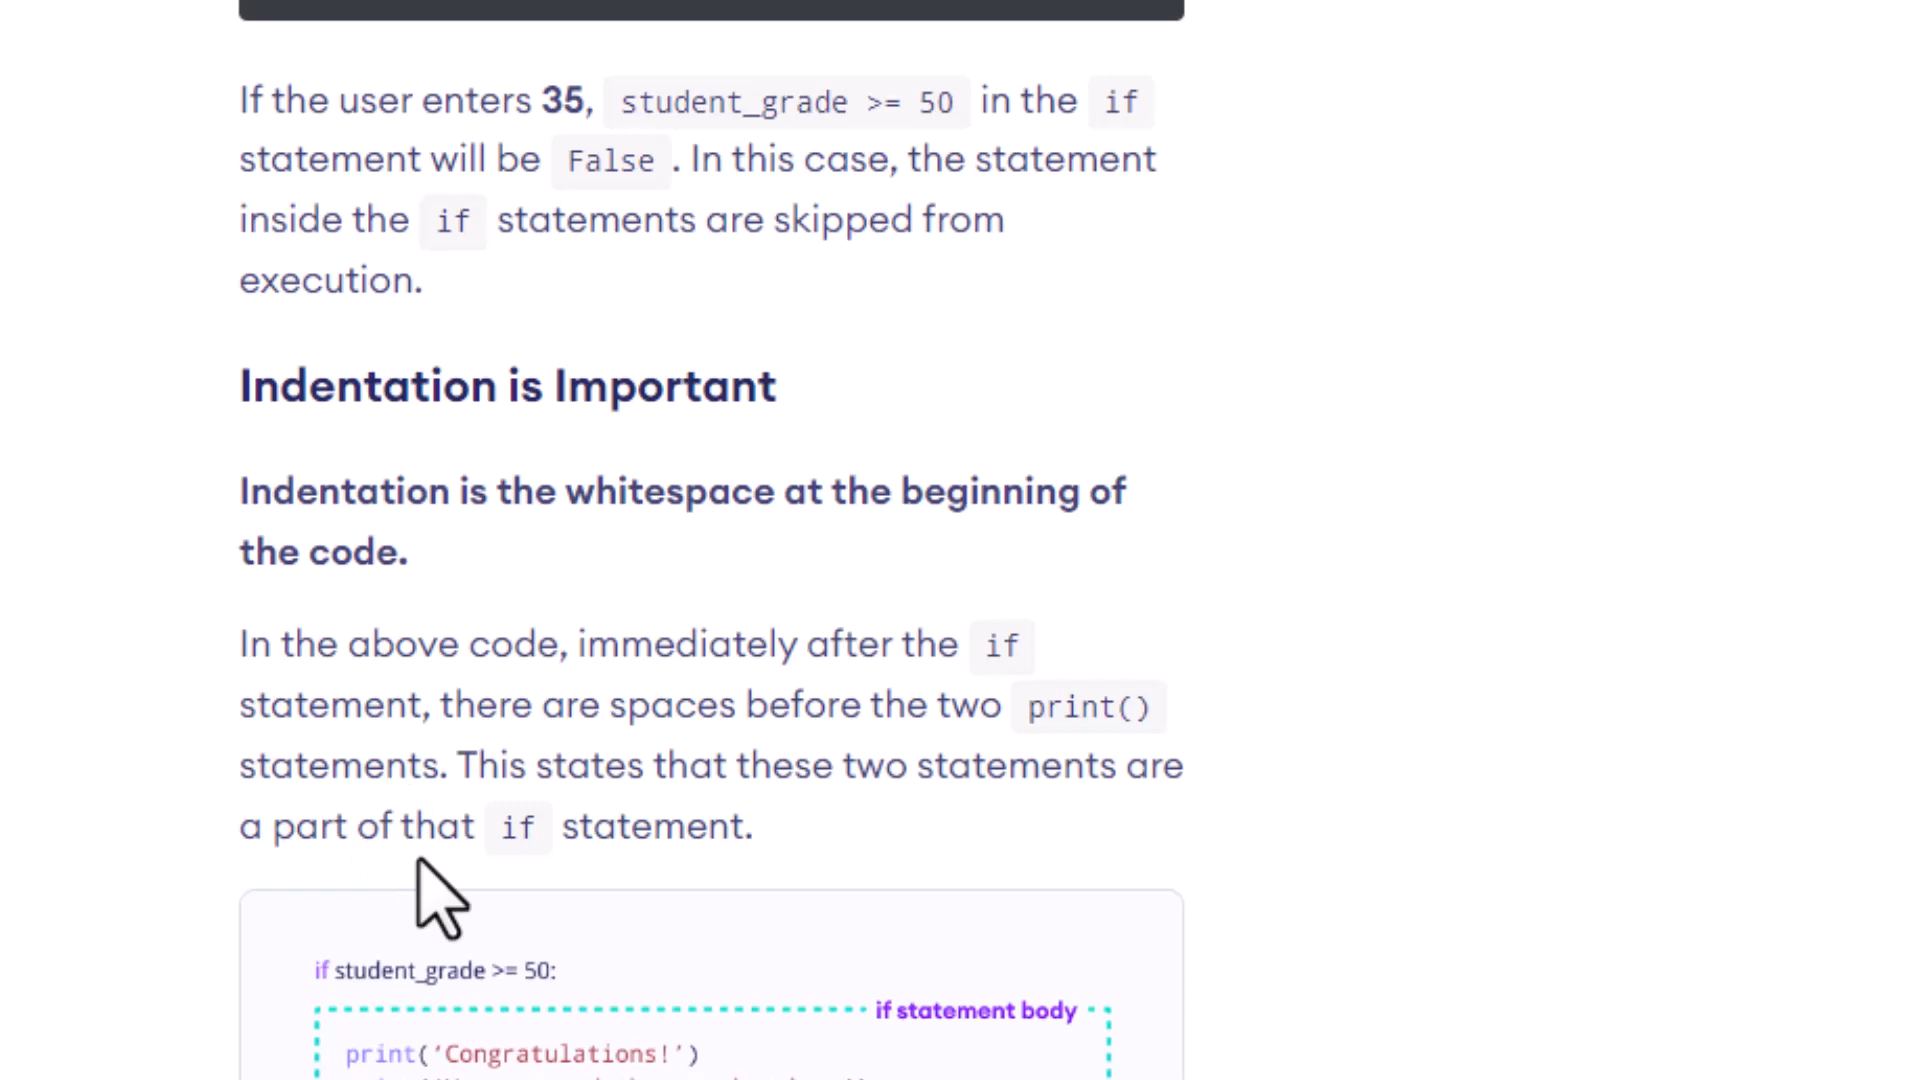 If the user enters 35, student_grade >= 50 in the if
statement will be False . In this case, the statement
inside the if statements are skipped from
execution.
Indentation is Important
Indentation is the whitespace at the beginning of
the code.
In the above code, immediately after the if
statement, there are spaces before the two print()
statements. This states that these two statements are
a part of that if statement.
if student_grade >= 50:
if statement body
print('Congratulations!')